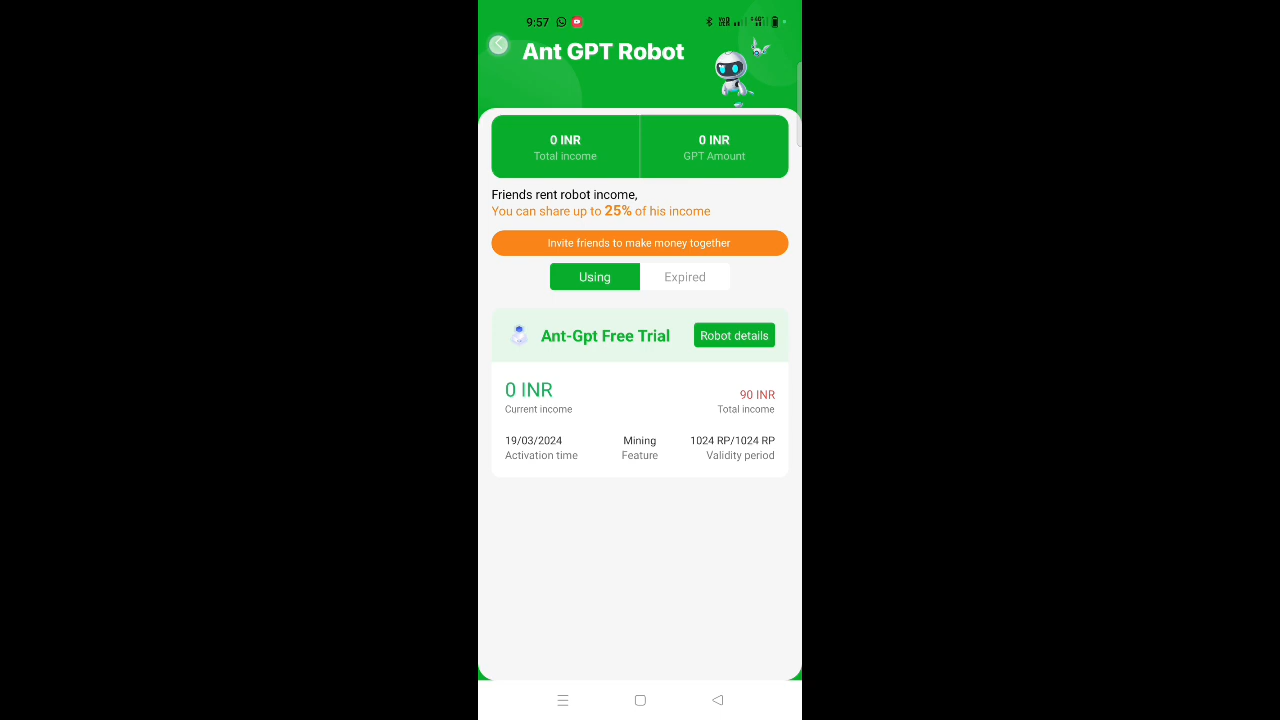 9:57
Ant GPT Robot
0 INR
0 INR
Total income
GPT Amount
Friends rent robot income,
You can share up to 25% of his income
Invite friends to make money together
Using
Expired
Ant-Gpt Free Trial
Robot details
0 INR
90 INR
Current income
Total income
19/03/2024
Mining
1024 RP/1024 RP
Activation time
Feature
Validity period